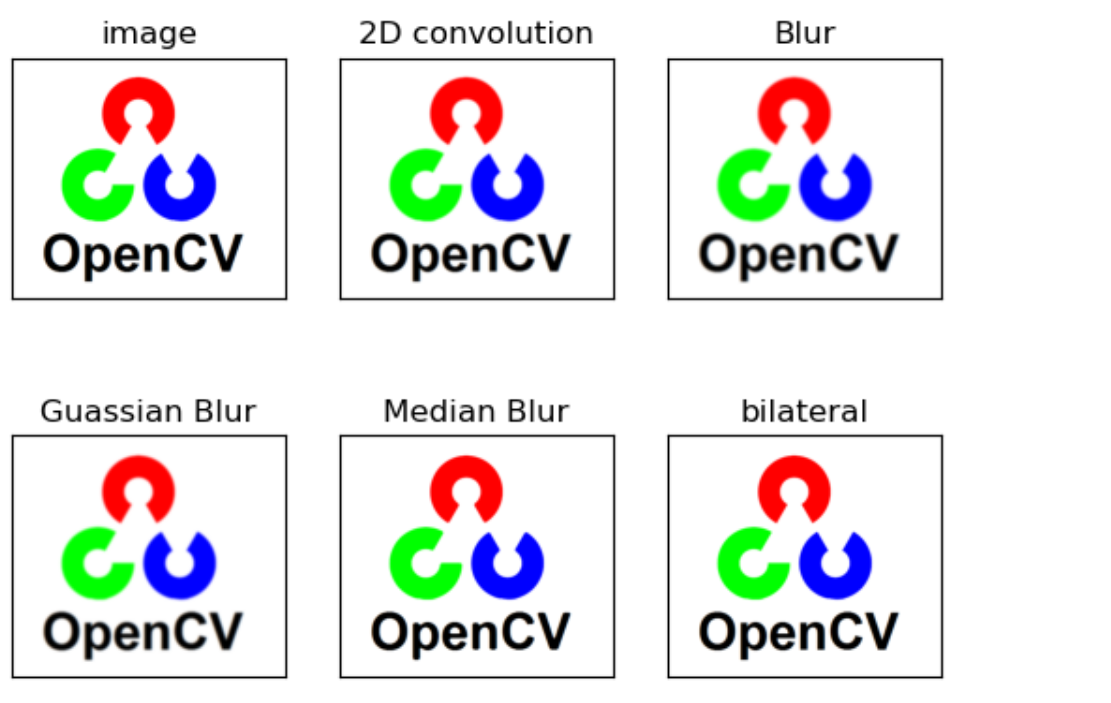 image
2D convolution
Blur
OpenCV
OpenCV
OpenCV
Guassian Blur
Median Blur
bilateral
OpenCV
OpenCV
OpenCV